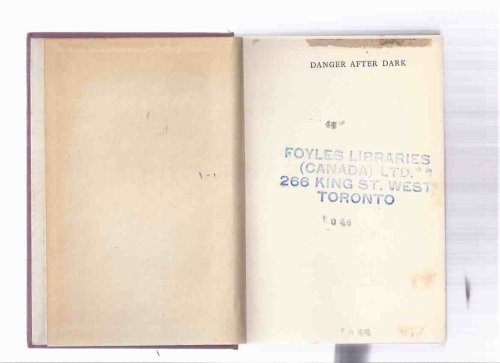 DANGER AFTER DARK
FOYLES LIBRARIES
(CANADA) LTD.
266 KING ST. WEST
TORONTO